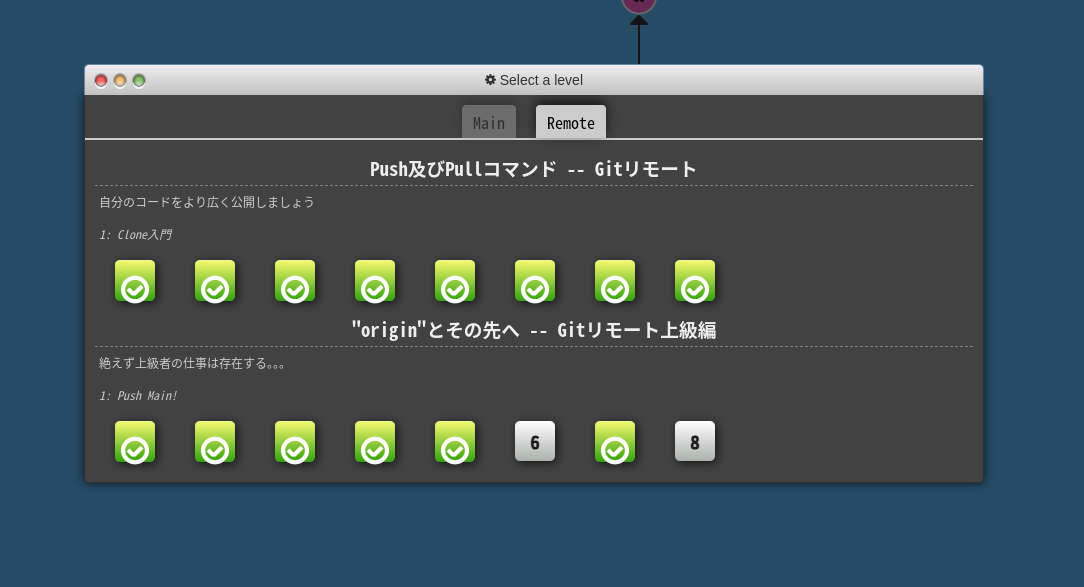 Select a level
Main Remote
Push及びPullコマンド -- Gitリモート
自分のコードをより広く公開しましょう
1: Clone入門
"origin"とその先へ -- Gitリモート上級編
絶えず上級者の仕事は存在する。。。
1: Push Main!
6 8